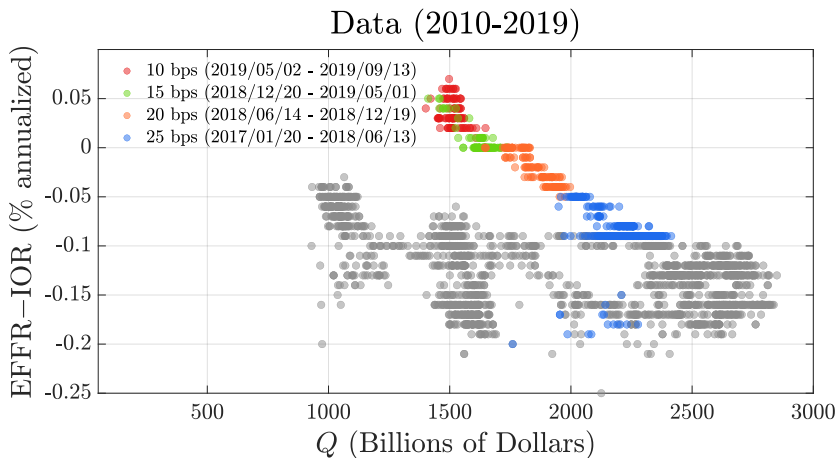 Data (2010-2019)
EFFR−IOR (% annualized)
10 bps (2019/05/02 - 2019/09/13)
15 bps (2018/12/20 - 2019/05/01)
20 bps (2018/06/14 - 2018/12/19)
25 bps (2017/01/20 - 2018/06/13)
0.05
0
-0.05
-0.1
-0.15
-0.2
-0.25
500 1000 1500 2000 2500 3000
Q (Billions of Dollars)